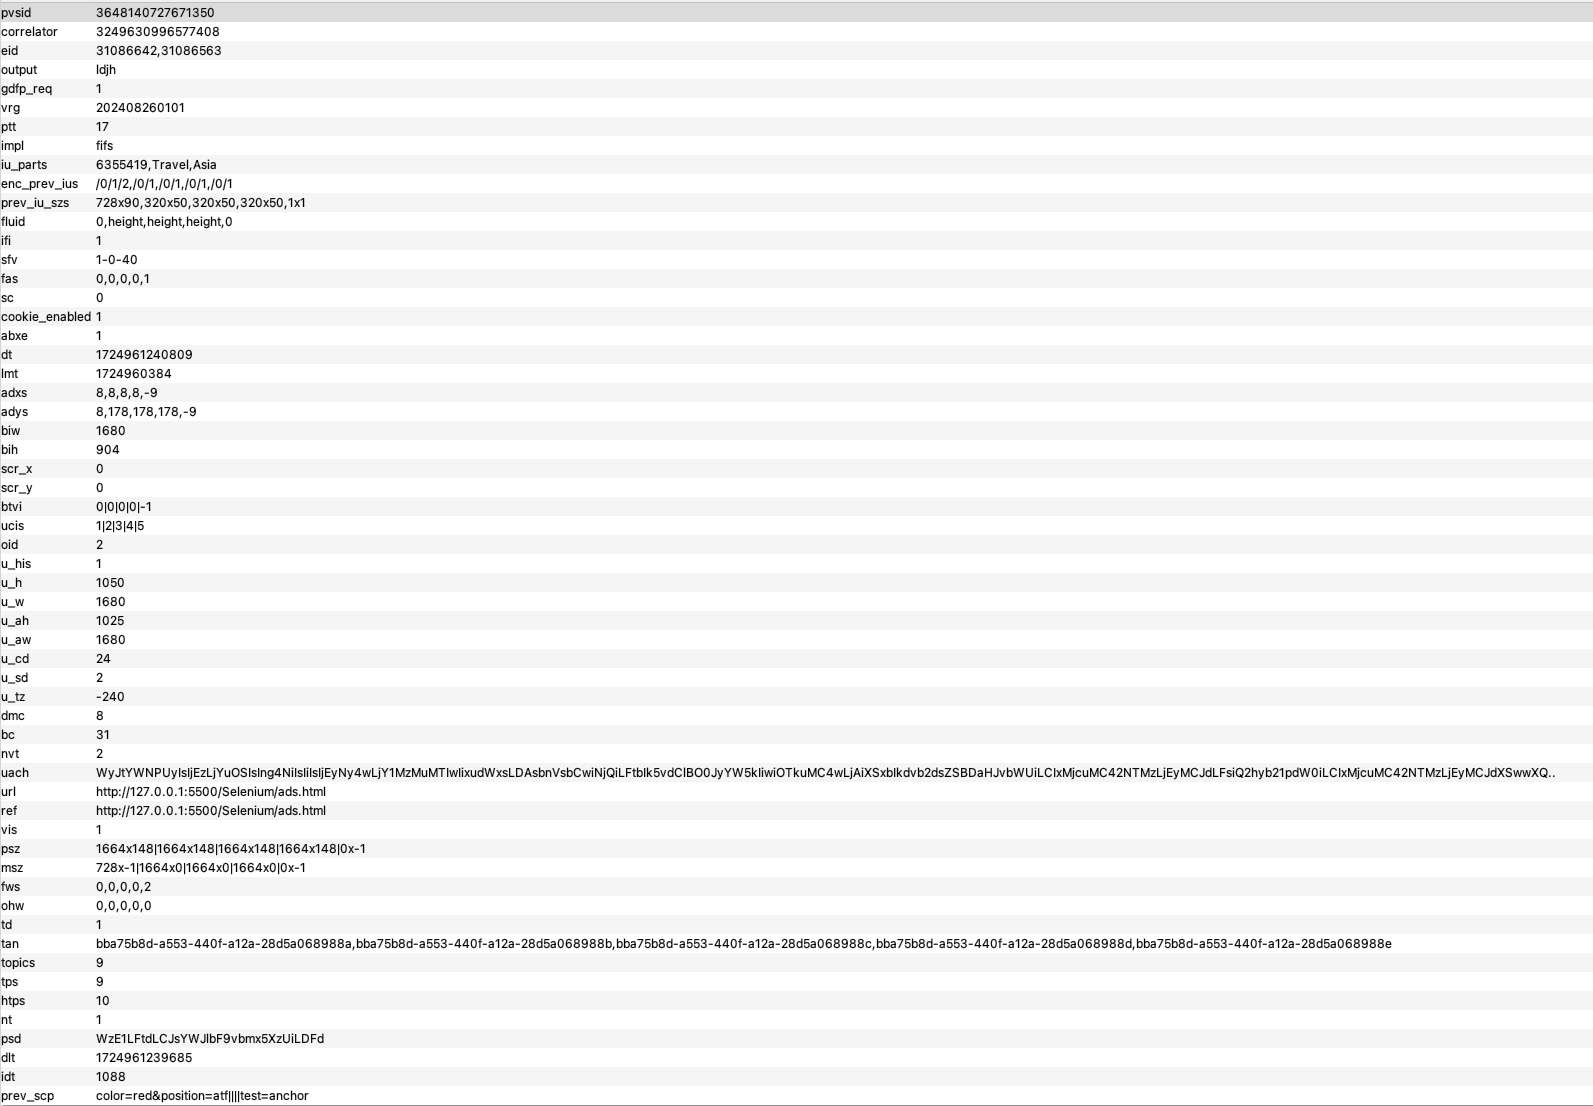 pvsid 3648140727671350
correlator 3249630996577408
eid 31086642,31086563
output ldjh
gdfp_req 1
vrg 202408260101
ptt 17
impl fifs
iu_parts 6355419,Travel,Asia
enc_prev_ius /0/1/2,/0/1,/0/1,/0/1,/0/1
prev_iu_szs 728x90,320x50,320x50,320x50,1x1
fluid 0,height,height,height,0
ifi 1
sfv 1-0-40
fas 0,0,0,0,1
sc 0
cookie_enabled 1
abxe 1
dt 1724961240809
lmt 1724960384
adxs 8,8,8,8,-9
adys 8,178,178,178,-9
biw 1680
bih 904
scr_x 0
scr_y 0
btvi 0|0|0|0|-1
ucis 1|2|3|4|5
oid 2
u_his 1
u_h 1050
u_w 1680
u_ah 1025
u_aw 1680
u_cd 24
u_sd 2
u_tz -240
dmc 8
bc 31
nvt 2
uach WyJtYWNPUyIsIjEzLjYuOSIsIng4NiIsIiIsIjEyNy4wLjY1MzMuMTIwIixudWxsLDAsbnVsbCwiNjQiLFtbIk5vdClBO0JyYW5kIiwiOTkuMC4wLjAiXSxbIkdvb2dsZSBDaHJvbWUiLCIxMjcuMC42NTMzLjEyMCJdLFsiQ2hyb21pdW0iLCIxMjcuMC42NTMzLjEyMCJdXSwwXQ..
url http://127.0.0.1:5500/Selenium/ads.html
ref http://127.0.0.1:5500/Selenium/ads.html
vis 1
psz 1664x148|1664x148|1664x148|1664x148|0x-1
msz 728x-1|1664x0|1664x0|1664x0|0x-1
fws 0,0,0,0,2
ohw 0,0,0,0,0
td 1
tan bba75b8d-a553-440f-a12a-28d5a068988a,bba75b8d-a553-440f-a12a-28d5a068988b,bba75b8d-a553-440f-a12a-28d5a068988c,bba75b8d-a553-440f-a12a-28d5a068988d,bba75b8d-a553-440f-a12a-28d5a068988e
topics 9
tps 9
htps 10
nt 1
psd WzE1LFtdLCJsYWJlbF9vbmx5XzUiLDFd
dlt 1724961239685
idt 1088
prev_scp color=red&position=atf||||test=anchor